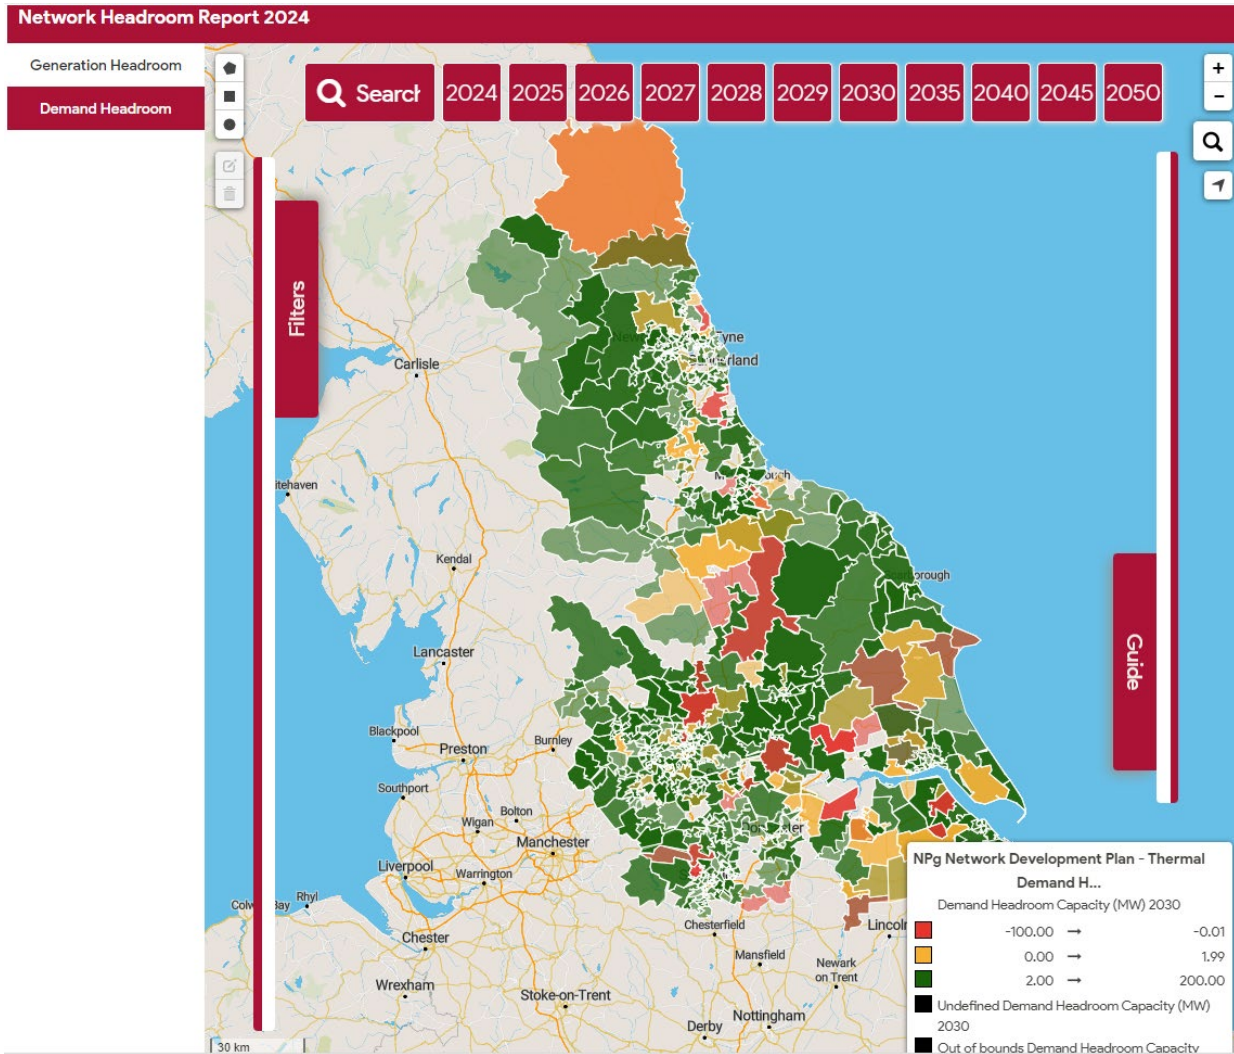 Network Headroom Report 2024
Generation Headroom
Demand Headroom
Search
2024
2025
2026
2027
2028
2029
2030
2035
2040
2045
2050
+
−
Filters
Guide
Carlisle
Kendal
Lancaster
Blackpool
Preston
Burnley
Southport
Wigan
Bolton
Manchester
Liverpool
Warrington
Rhyl
Chester
Wrexham
Stoke-on-Trent
Chesterfield
Mansfield
Newark
on Trent
Derby
Nottingham
30 km
NPg Network Development Plan - Thermal
Demand H...
Demand Headroom Capacity (MW) 2030
-100.00 → -0.01
0.00 → 1.99
2.00 → 200.00
Undefined Demand Headroom Capacity (MW)
2030
Out of bounds Demand Headroom Capacity